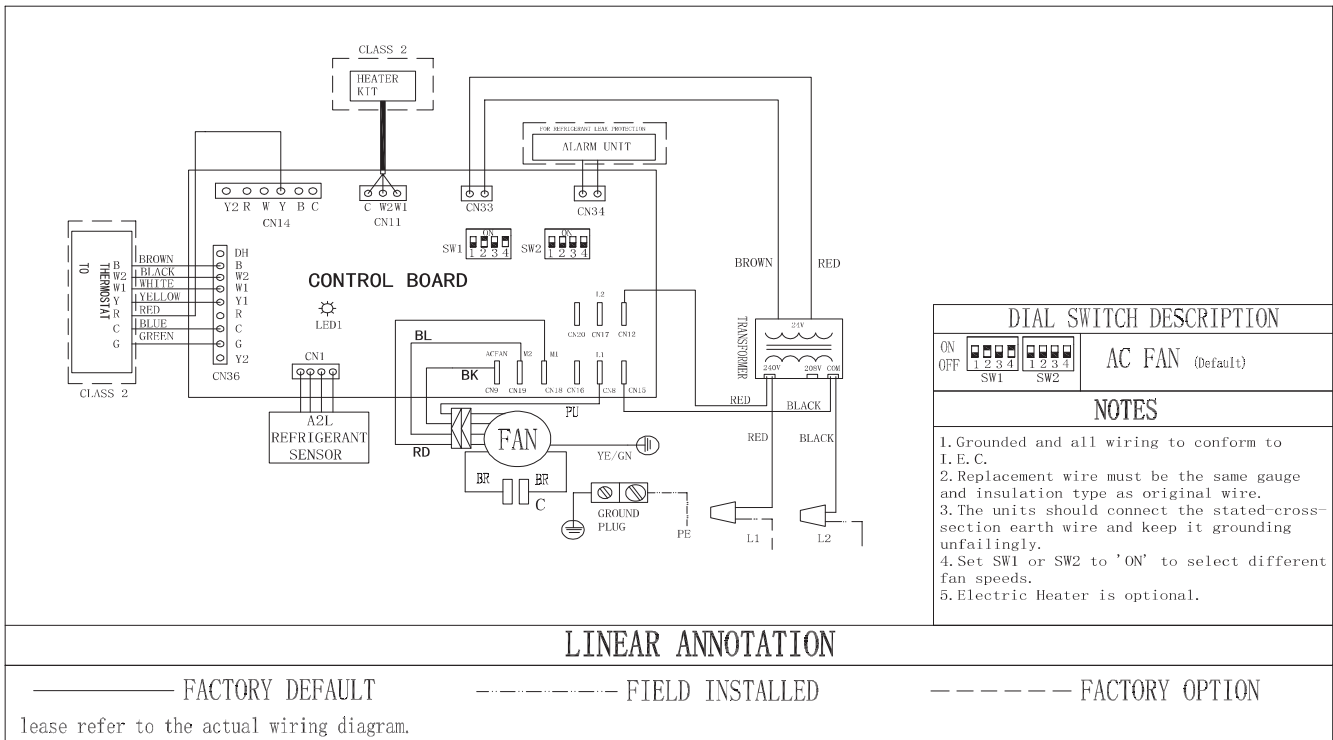 CLASS 2
HEATER
KIT
FOR REFRIGERANT LEAK PROTECTION
ALARM UNIT
Y2 R W Y B C
CN14
C W2 W1
CN11
CN33
CN34
ON
1 2 3 4
SW1
ON
1 2 3 4
SW2
CONTROL BOARD
LED1
TO
THERMOSTAT
B
W2
W1
Y
R
C
G
BROWN
BLACK
WHITE
YELLOW
RED
BLUE
GREEN
DH
B
W2
W1
Y1
R
C
G
Y2
CN36
CLASS 2
CN1
A2L
REFRIGERANT
SENSOR
L2
CN20 CN17 CN12
ACFAN M2 M1 L1
CN9 CN19 CN18 CN16 CN8 CN15
BL
BK
RD
PU
FAN
YE/GN
BR
BR
C
GROUND
PLUG
PE
BROWN
RED
TRANSFORMER
24V
240V 208V COM
RED
BLACK
RED
BLACK
L1
L2
DIAL SWITCH DESCRIPTION
ON
OFF
1 2 3 4
SW1
1 2 3 4
SW2
AC FAN (Default)
NOTES
1.Grounded and all wiring to conform to
I.E.C.
2.Replacement wire must be the same gauge
and insulation type as original wire.
3.The units should connect the stated-cross-
section earth wire and keep it grounding
unfailingly.
4.Set SW1 or SW2 to 'ON' to select different
fan speeds.
5.Electric Heater is optional.
LINEAR ANNOTATION
FACTORY DEFAULT
FIELD INSTALLED
FACTORY OPTION
lease refer to the actual wiring diagram.